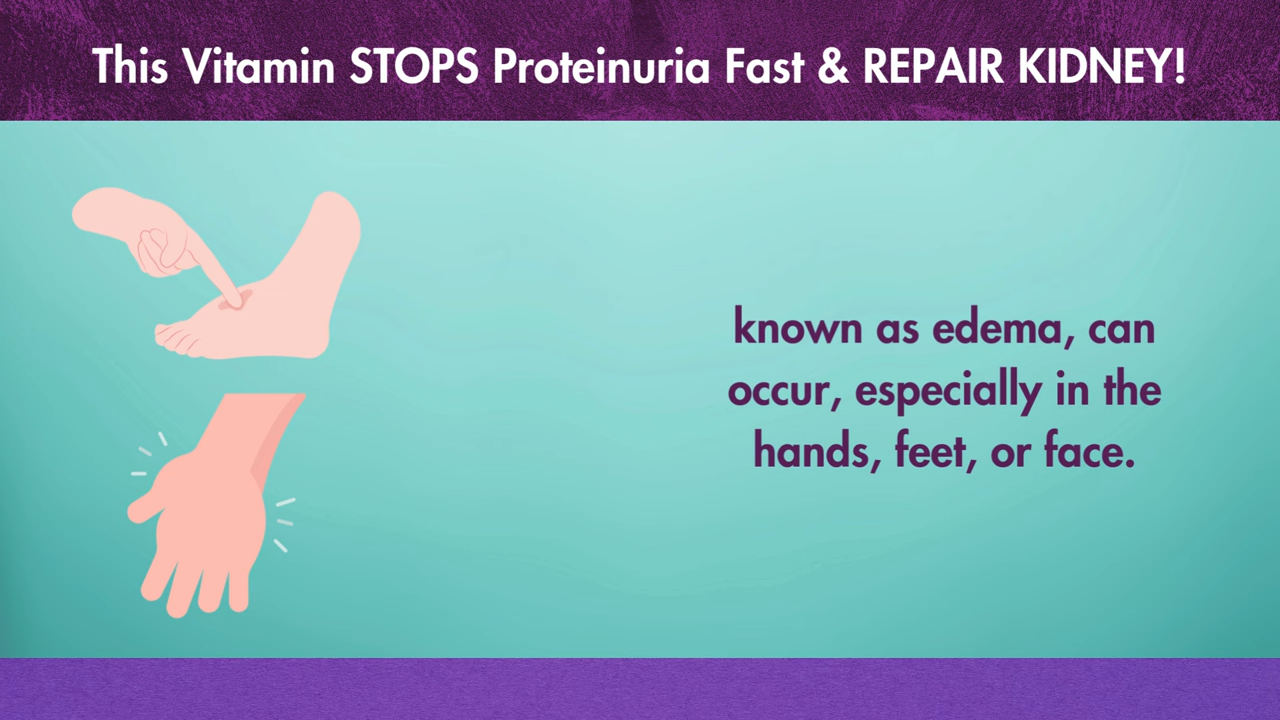 This Vitamin STOPS Proteinuria Fast & REPAIR KIDNEY!
known as edema, can
occur, especially in the
hands, feet, or face.